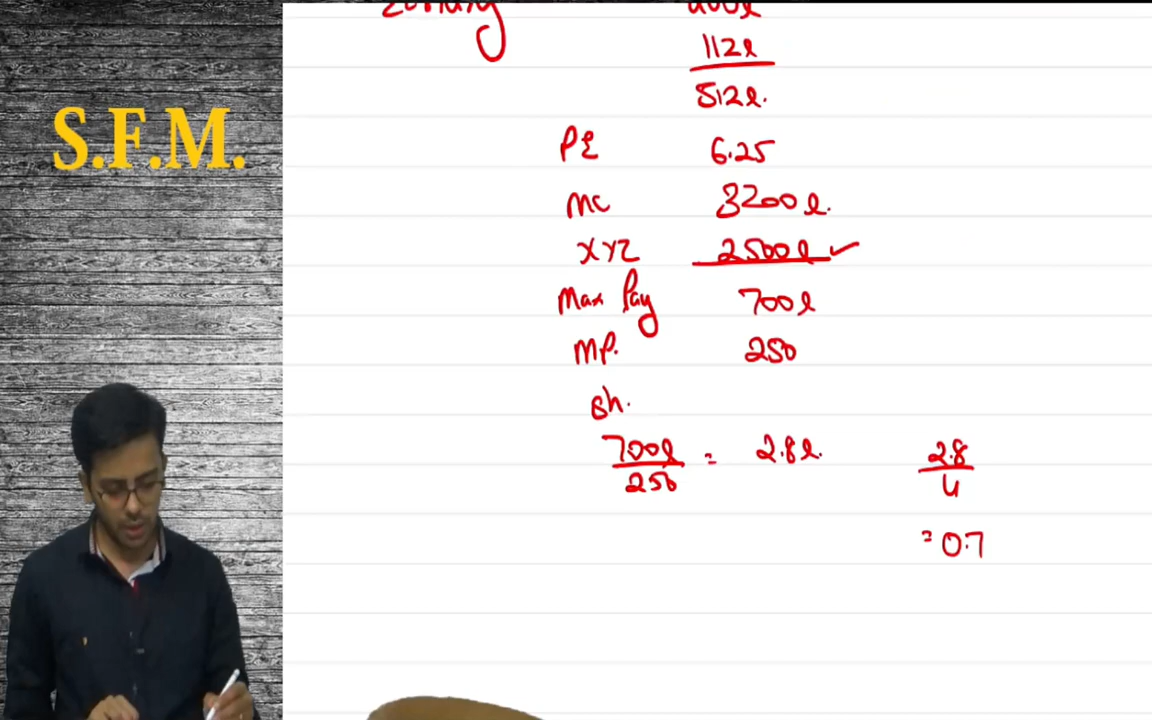 S.F.M.
400l
112l
512l.
PE 6.25
MC 3200l.
XYZ 2500l ✓
Max Pay 700l
MP. 250
Sh.
700l/250 = 2.8l. 2.8/4
= 0.7